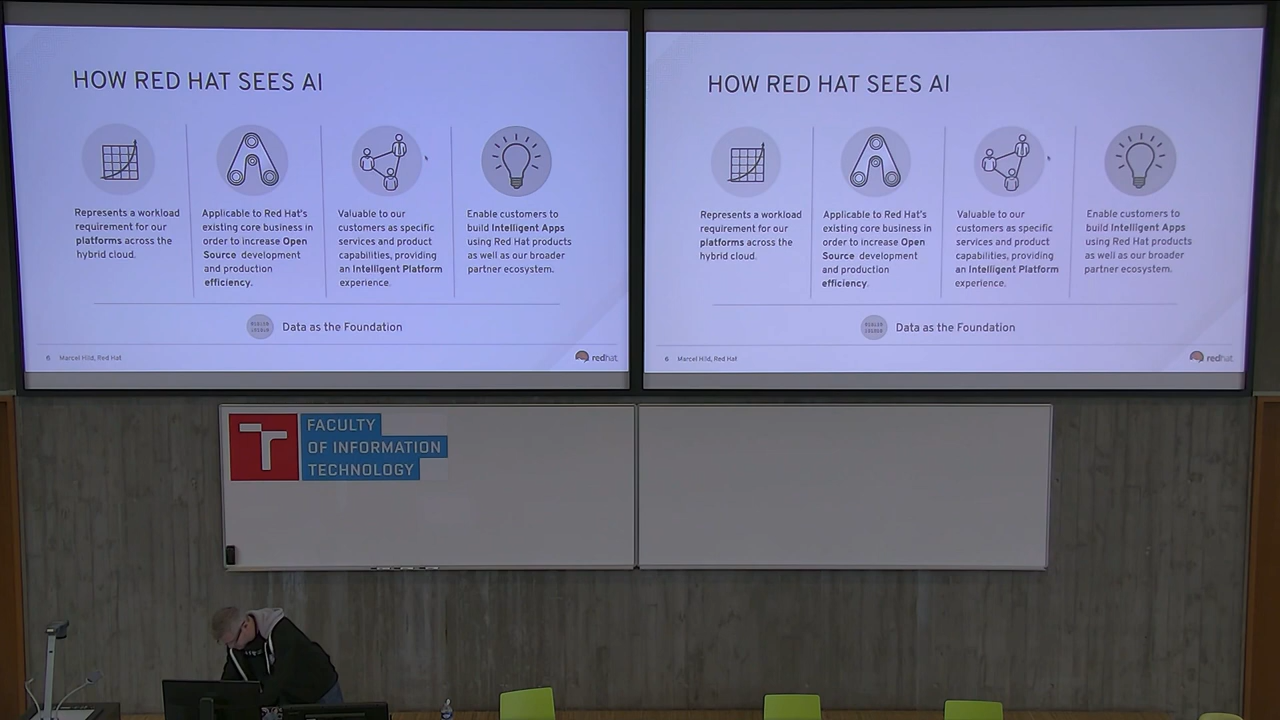 HOW RED HAT SEES AI
Represents a workload
requirement for our
platforms across the
hybrid cloud.
Applicable to Red Hat's
existing core business in
order to increase Open
Source development
and production
efficiency.
Valuable to our
customers as specific
services and product
capabilities, providing
an Intelligent Platform
experience.
Enable customers to
build Intelligent Apps
using Red Hat products
as well as our broader
partner ecosystem.
Data as the Foundation
6 Marcel Hild, Red Hat
redhat.
HOW RED HAT SEES AI
Represents a workload
requirement for our
platforms across the
hybrid cloud.
Applicable to Red Hat's
existing core business in
order to increase Open
Source development
and production
efficiency.
Valuable to our
customers as specific
services and product
capabilities, providing
an Intelligent Platform
experience.
Enable customers to
build Intelligent Apps
using Red Hat products
as well as our broader
partner ecosystem.
Data as the Foundation
6 Marcel Hild, Red Hat
redhat.
T
FACULTY
OF INFORMATION
TECHNOLOGY